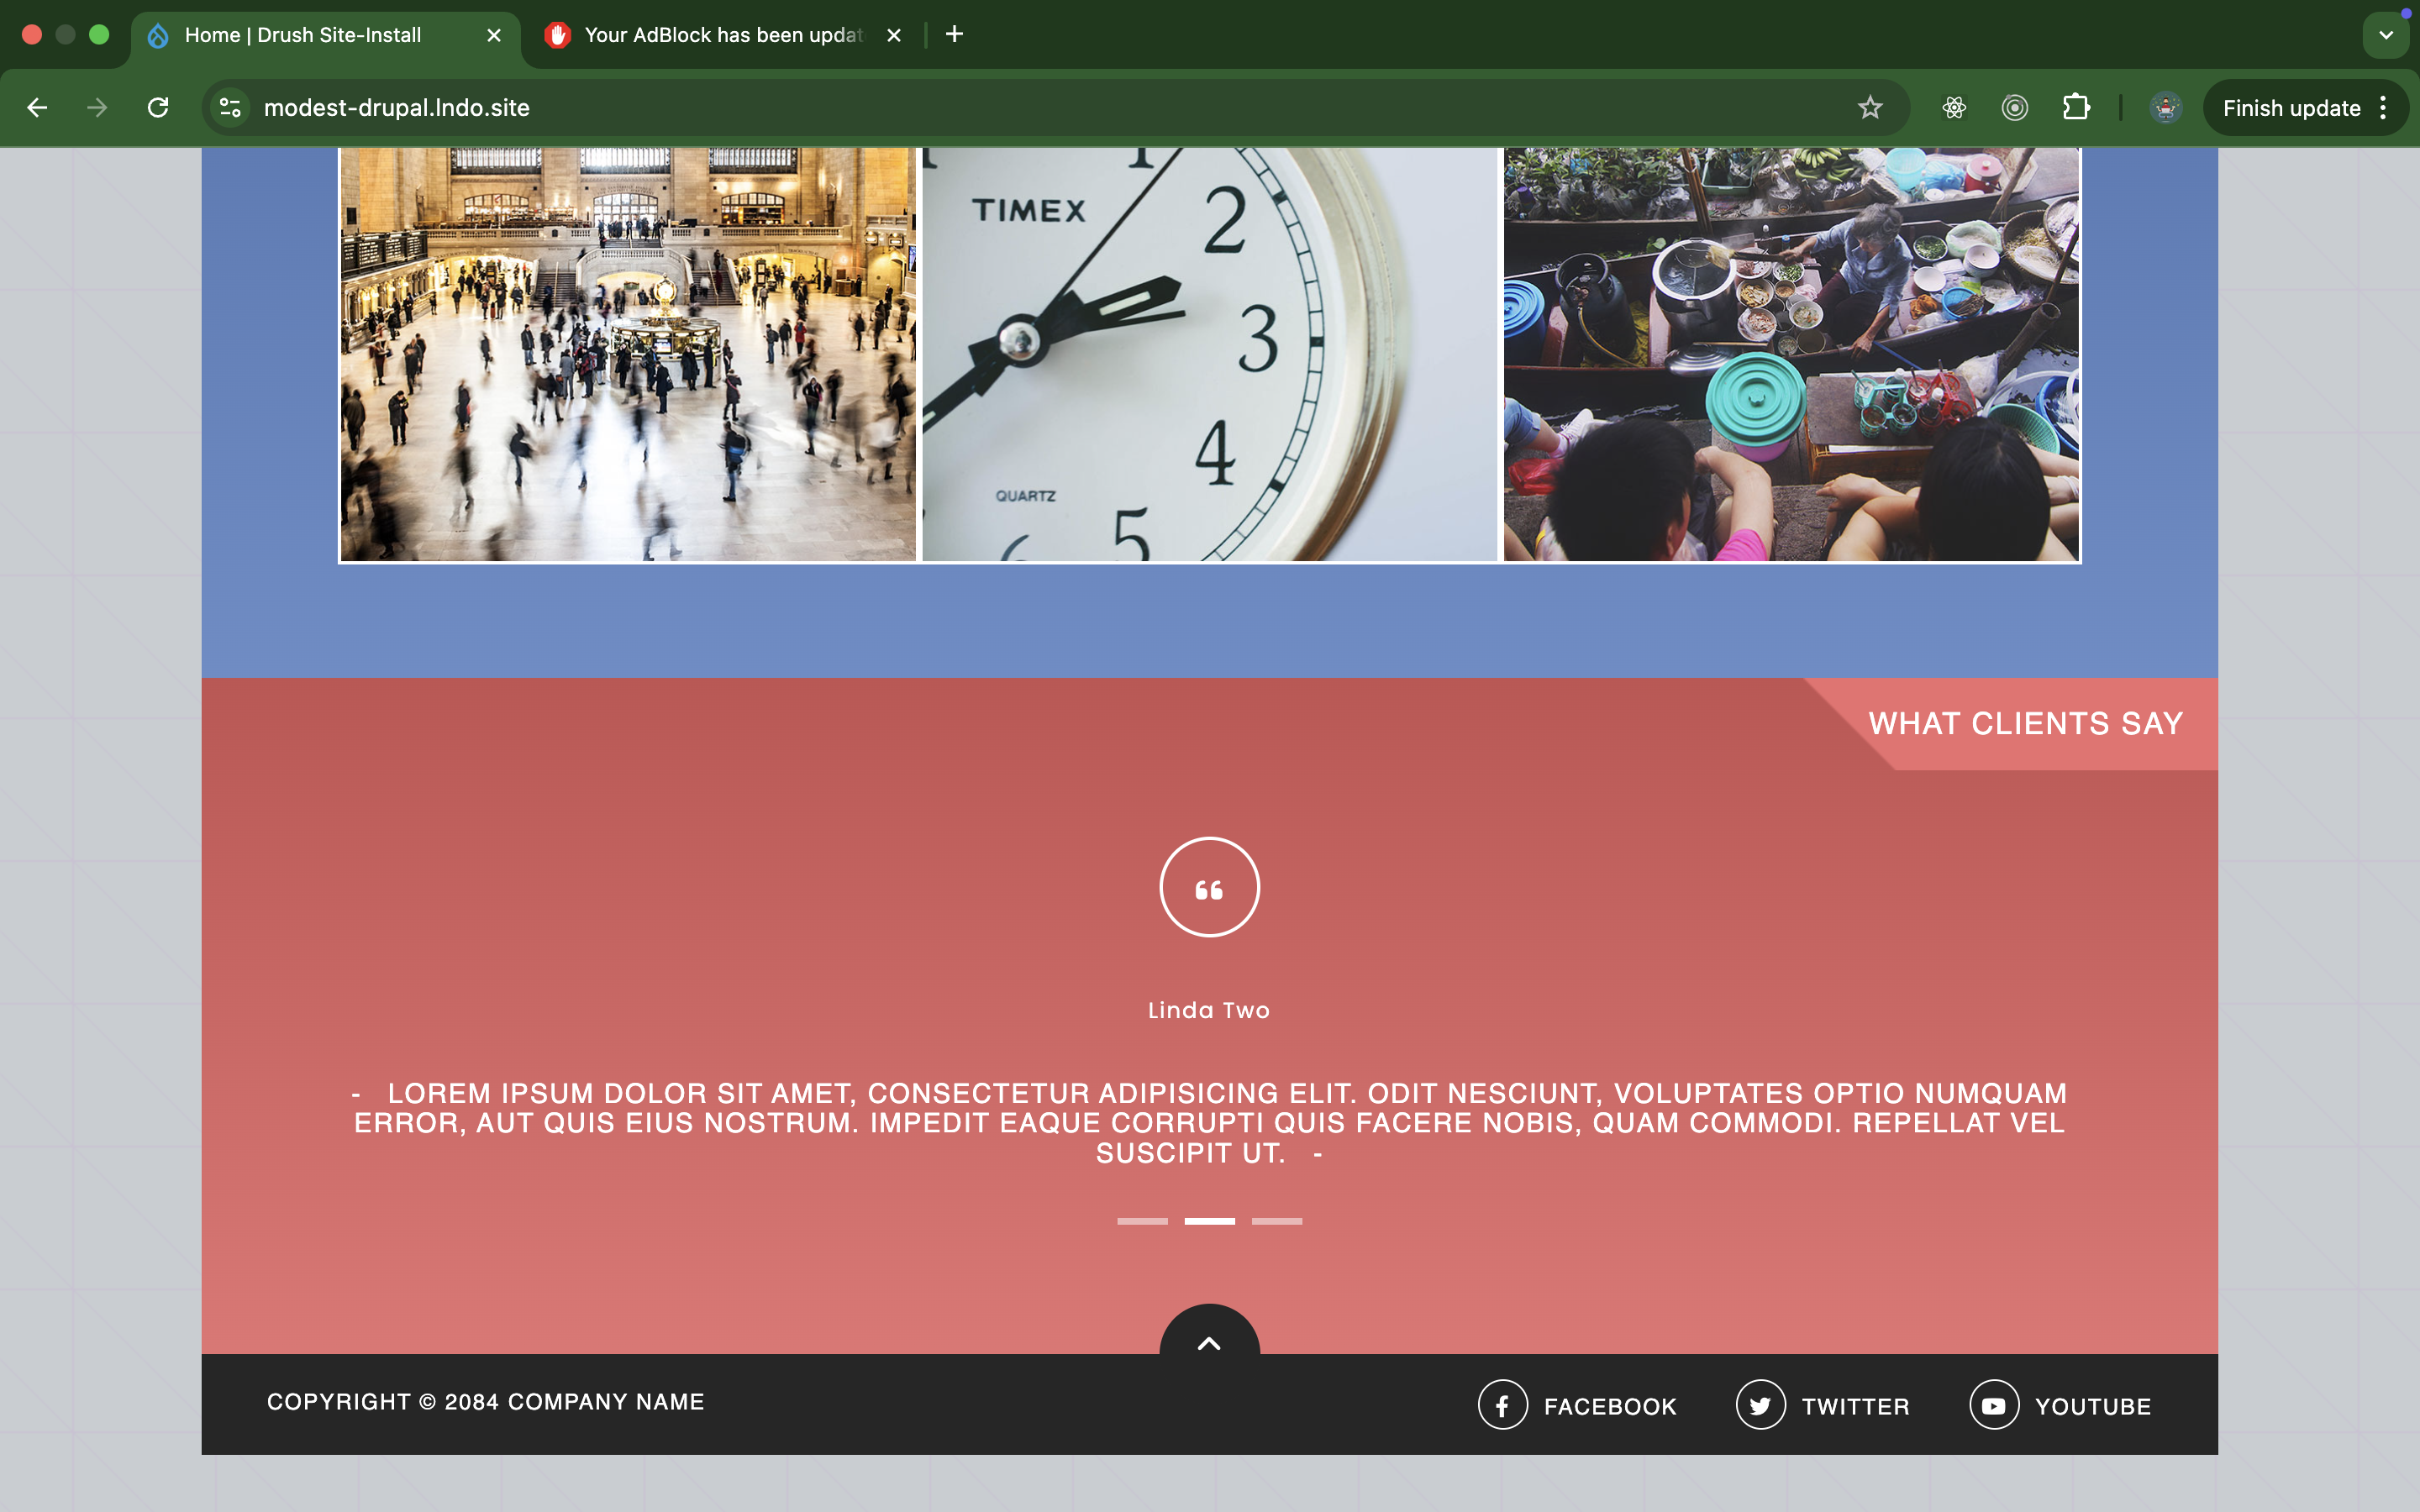 Home | Drush Site-Install
Your AdBlock has been updat
modest-drupal.lndo.site
Finish update
TIMEX
1
2
3
4
QUARTZ
5
6
WHAT CLIENTS SAY
Linda Two
- LOREM IPSUM DOLOR SIT AMET, CONSECTETUR ADIPISICING ELIT. ODIT NESCIUNT, VOLUPTATES OPTIO NUMQUAM
ERROR, AUT QUIS EIUS NOSTRUM. IMPEDIT EAQUE CORRUPTI QUIS FACERE NOBIS, QUAM COMMODI. REPELLAT VEL
SUSCIPIT UT. -
COPYRIGHT © 2084 COMPANY NAME
FACEBOOK
TWITTER
YOUTUBE